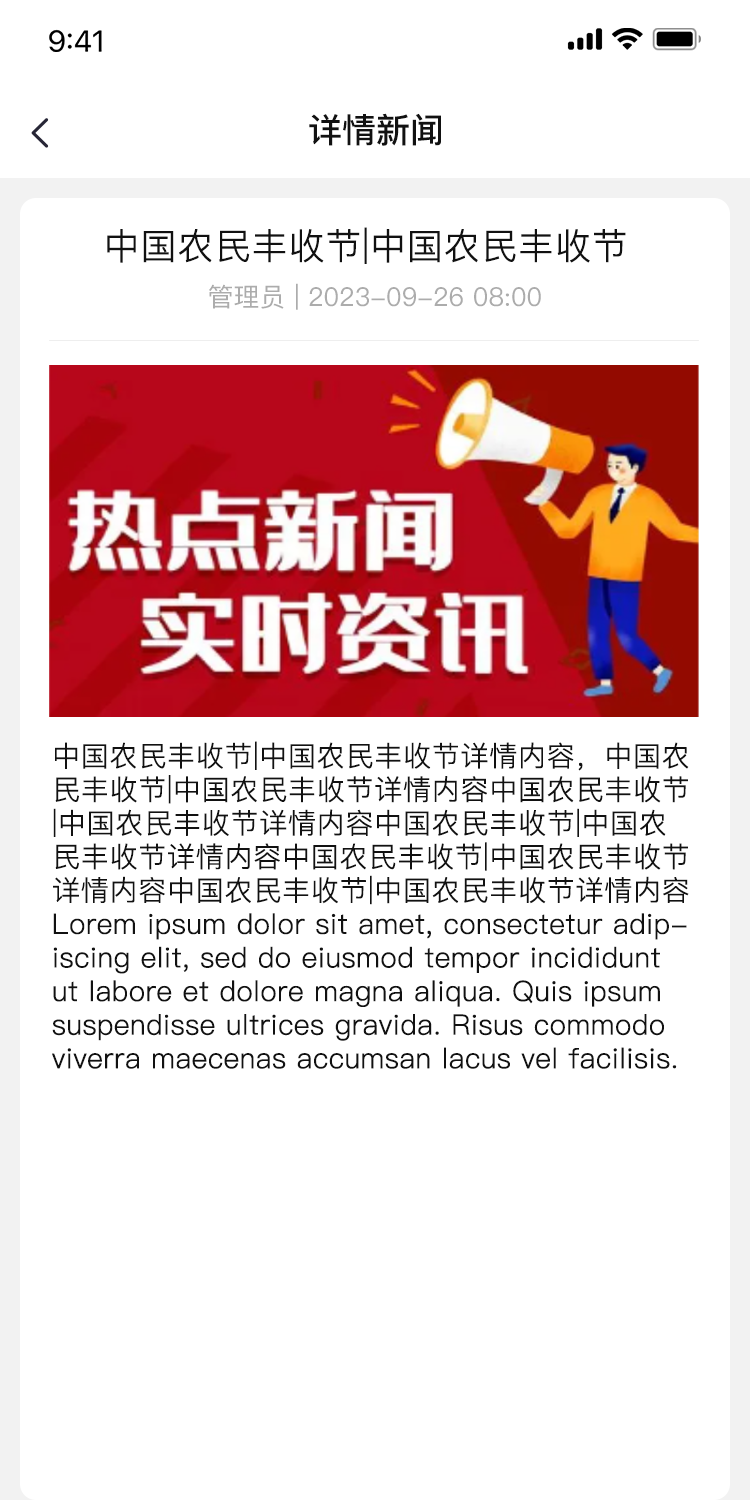 9:41
详情新闻
中国农民丰收节|中国农民丰收节
管理员 | 2023-09-26 08:00
热点新闻
实时资讯
中国农民丰收节|中国农民丰收节详情内容，中国农
民丰收节|中国农民丰收节详情内容中国农民丰收节
|中国农民丰收节详情内容中国农民丰收节|中国农
民丰收节详情内容中国农民丰收节|中国农民丰收节
详情内容中国农民丰收节|中国农民丰收节详情内容
Lorem ipsum dolor sit amet, consectetur adip-
iscing elit, sed do eiusmod tempor incididunt
ut labore et dolore magna aliqua. Quis ipsum
suspendisse ultrices gravida. Risus commodo
viverra maecenas accumsan lacus vel facilisis.